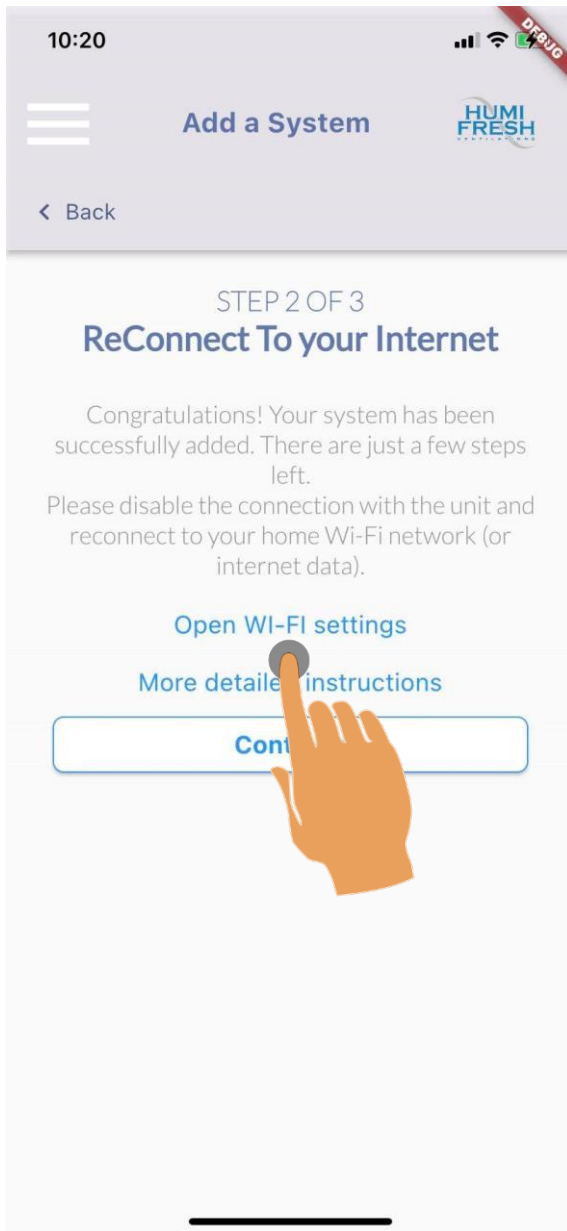 10:20
DEBUG
Add a System
HUMI
FRESH
< Back
STEP 2 OF 3
ReConnect To your Internet
Congratulations! Your system has been
successfully added. There are just a few steps
left.
Please disable the connection with the unit and
reconnect to your home Wi-Fi network (or
internet data).
Open WI-FI settings
More detailed instructions